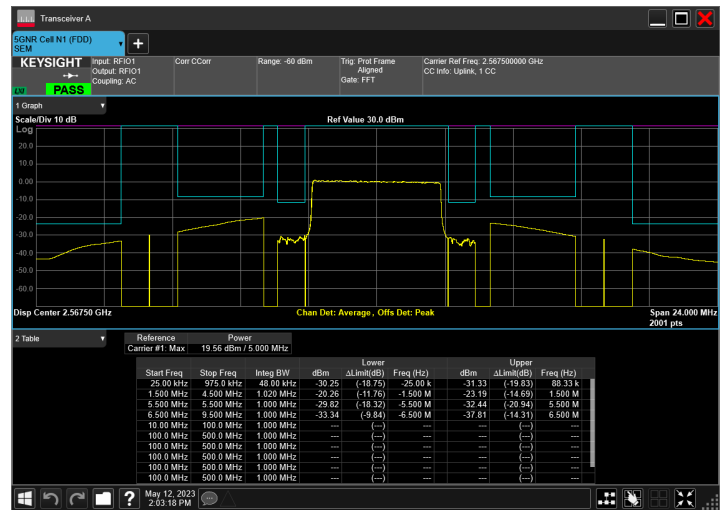 Transceiver A
5GNR Cell N1 (FDD)
SEM
KEYSIGHT
LXI
PASS
Input: RFIO1
Output: RFIO1
Coupling: AC
Corr CCorr
Range: -60 dBm
Trig: Prot Frame
Aligned
Gate: FFT
Carrier Ref Freq: 2.567500000 GHz
CC Info: Uplink, 1 CC
1 Graph
Scale/Div 10 dB
Ref Value 30.0 dBm
Log
20.0
10.0
0.00
-10.0
-20.0
-30.0
-40.0
-50.0
-60.0
Disp Center 2.56750 GHz
Chan Det: Average , Offs Det: Peak
Span 24.000 MHz
2001 pts
2 Table
Reference Power
Carrier #1: Max 19.56 dBm / 5.000 MHz
Lower Upper
Start Freq Stop Freq Integ BW dBm ΔLimit(dB) Freq (Hz) dBm ΔLimit(dB) Freq (Hz)
25.00 kHz 975.0 kHz 48.00 kHz -30.25 (-18.75) -25.00 k -31.33 (-19.83) 88.33 k
1.500 MHz 4.500 MHz 1.020 MHz -20.26 (-11.76) -1.500 M -23.19 (-14.69) 1.500 M
5.500 MHz 5.500 MHz 1.000 MHz -29.82 (-18.32) -5.500 M -32.44 (-20.94) 5.500 M
6.500 MHz 9.500 MHz 1.000 MHz -33.34 (-9.84) -6.500 M -37.81 (-14.31) 6.500 M
10.00 MHz 100.0 MHz 1.000 MHz --- (---) --- --- (---) ---
100.0 MHz 500.0 MHz 1.000 MHz --- (---) --- --- (---) ---
100.0 MHz 500.0 MHz 1.000 MHz --- (---) --- --- (---) ---
100.0 MHz 500.0 MHz 1.000 MHz --- (---) --- --- (---) ---
100.0 MHz 500.0 MHz 1.000 MHz --- (---) --- --- (---) ---
100.0 MHz 500.0 MHz 1.000 MHz --- (---) --- --- (---) ---
?
May 12, 2023
2:03:18 PM